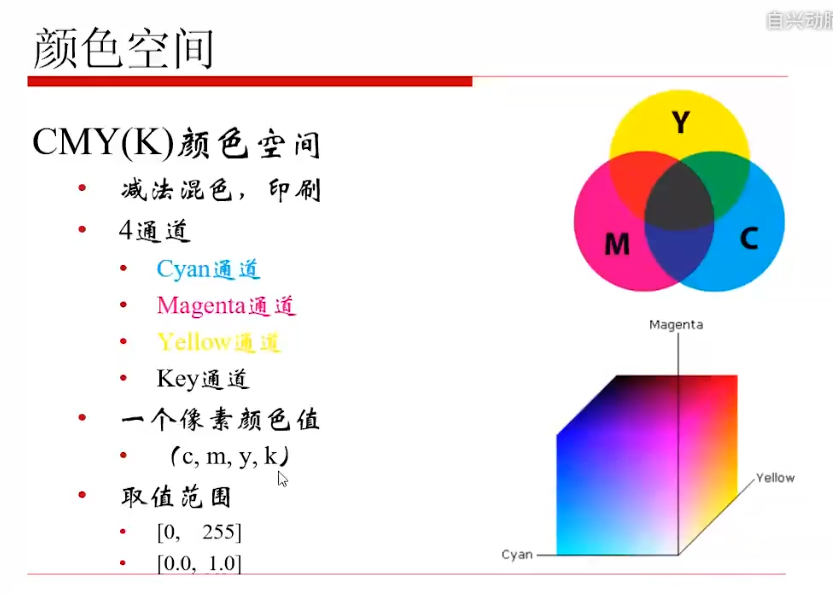 自兴动脑
颜色空间
CMY(K)颜色空间
• 减法混色，印刷
• 4通道
• Cyan通道
• Magenta通道
• Yellow通道
• Key通道
• 一个像素颜色值
• （c, m, y, k）
• 取值范围
• [0, 255]
• [0.0, 1.0]
Y
M
C
Magenta
Yellow
Cyan